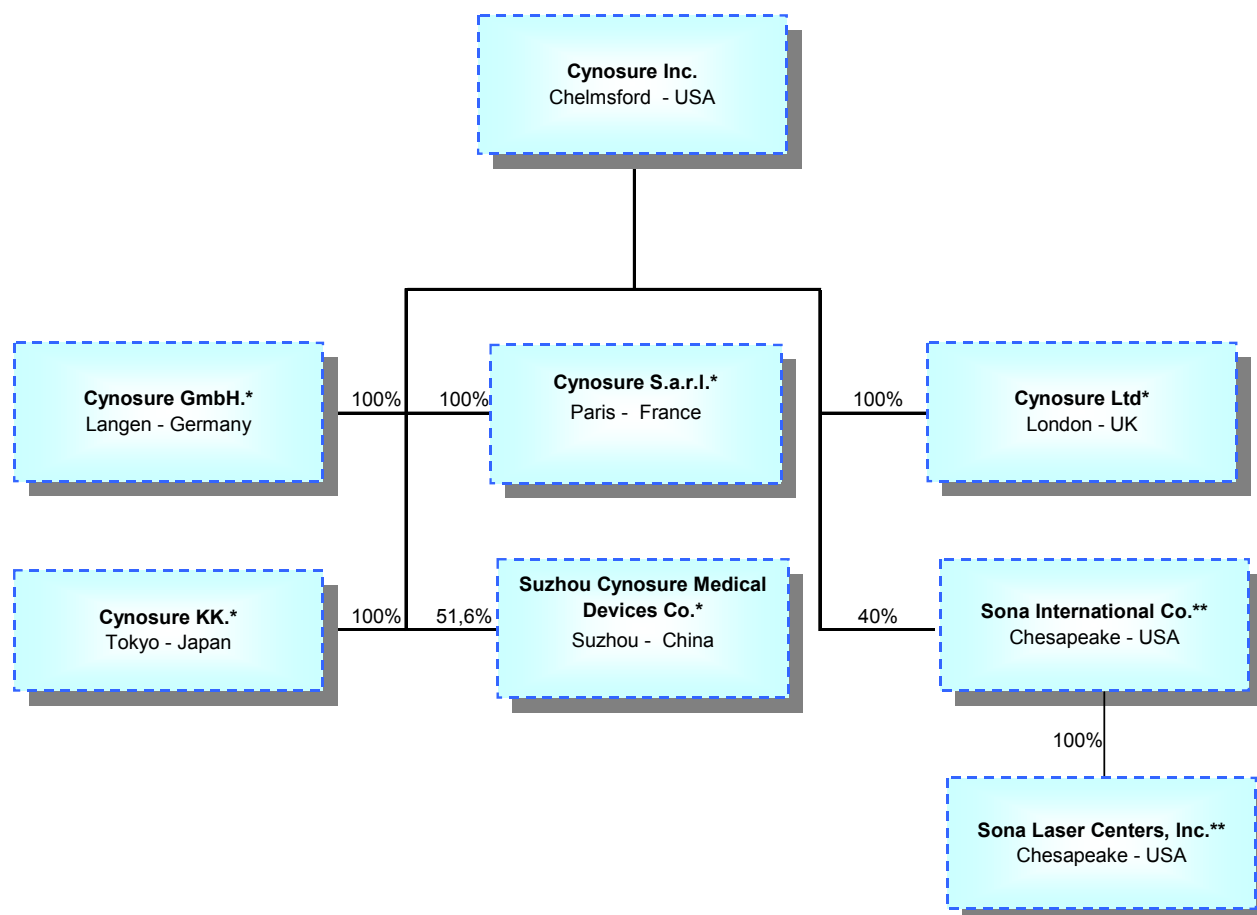 Cynosure Inc.
Chelmsford - USA
Cynosure GmbH.*
Langen - Germany
100%
100%
Cynosure S.a.r.l.*
Paris - France
100%
Cynosure Ltd*
London - UK
Cynosure KK.*
Tokyo - Japan
100%
51,6%
Suzhou Cynosure Medical
Devices Co.*
Suzhou - China
40%
Sona International Co.**
Chesapeake - USA
100%
Sona Laser Centers, Inc.**
Chesapeake - USA